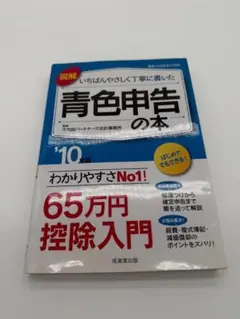 図解
いちばんやさしく丁寧に書いた
青色申告
の本
'10
はじめて
でもできる!
わかりやすさNo1!
65万円
控除入門
帳簿つけから
確定申告まで
順を追って解説
経費・複式簿記・
減価償却の
ポイントをズバリ!
成美堂出版